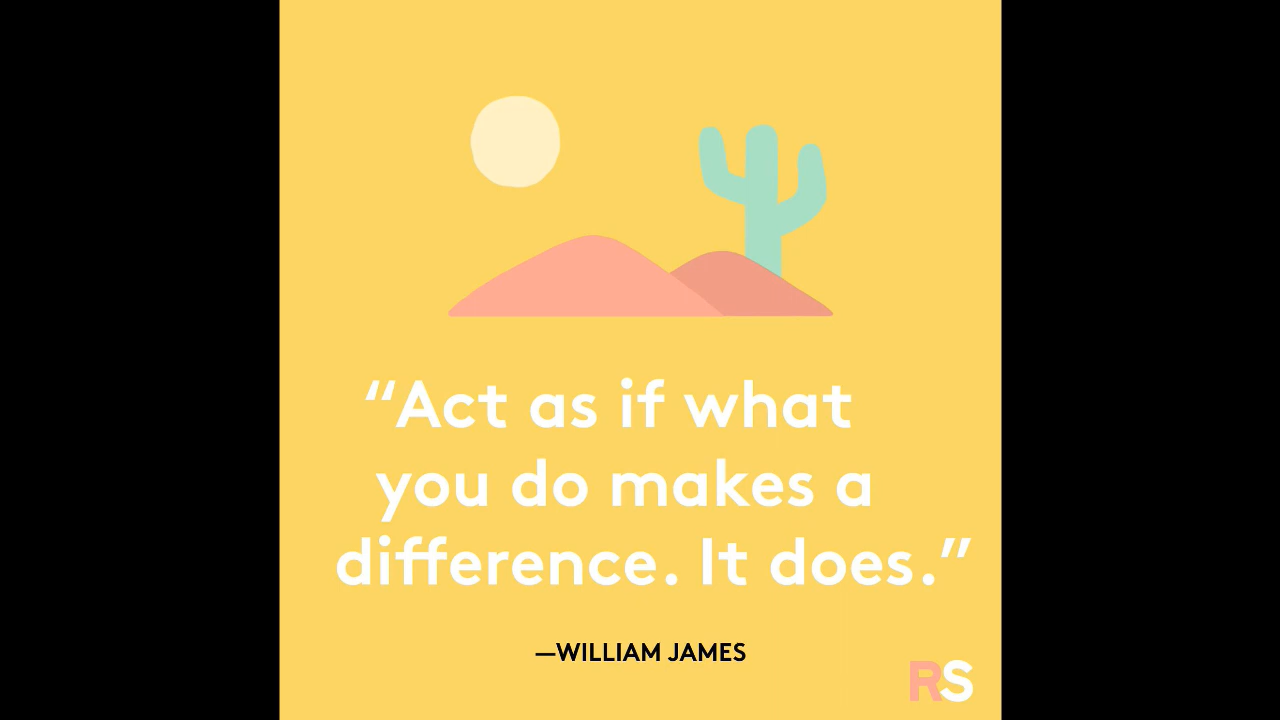 “Act as if what
you do makes a
difference. It does.”
—WILLIAM JAMES
RS